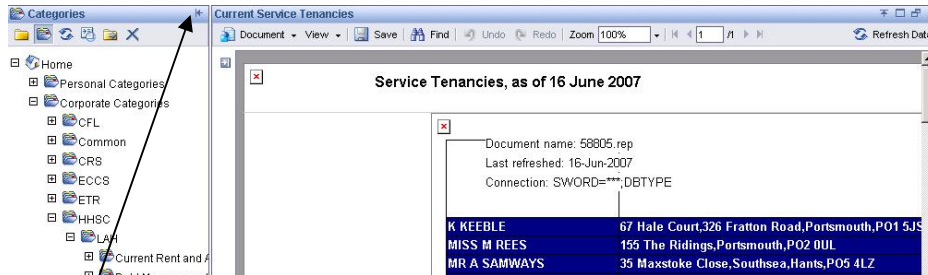 Categories
Current Service Tenancies
Document View Save Find Undo Redo Zoom 100% 1 /1 Refresh Data
Home
Personal Categories
Corporate Categories
CFL
Common
CRS
ECCS
ETR
HHSC
LAH
Current Rent and A
Service Tenancies, as of 16 June 2007
Document name: 58805.rep
Last refreshed: 16-Jun-2007
Connection: SWORD=***;DBTYPE
K KEEBLE 67 Hale Court,326 Fratton Road,Portsmouth,PO1 5JS
MISS M REES 155 The Ridings,Portsmouth,PO2 0UL
MR A SAMWAYS 35 Maxstoke Close,Southsea,Hants,PO5 4LZ